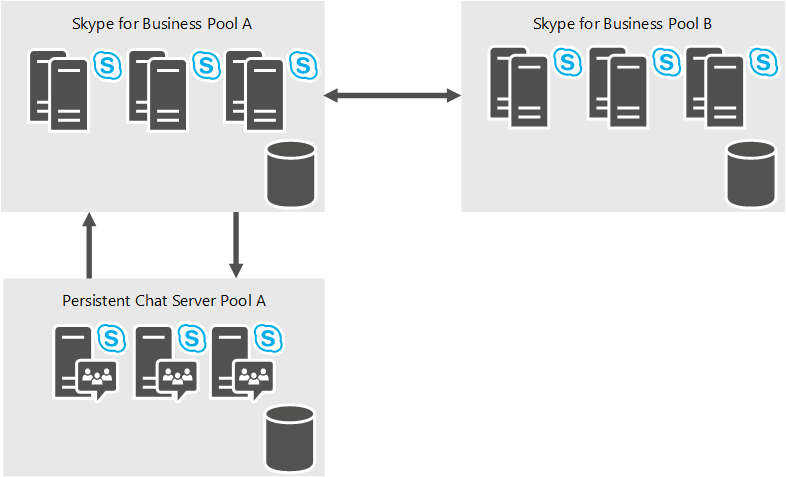 Skype for Business Pool A
Skype for Business Pool B
S S S
S S S
Persistent Chat Server Pool A
S S S